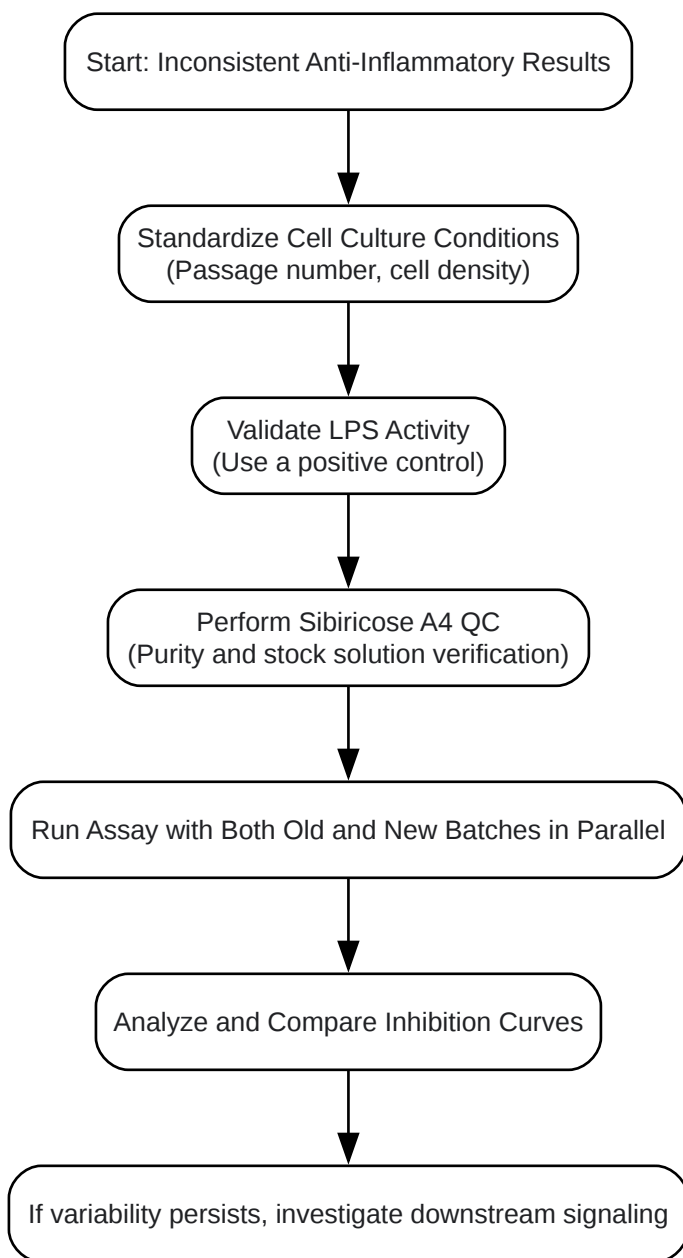 Start: Inconsistent Anti-Inflammatory Results
Standardize Cell Culture Conditions
(Passage number, cell density)
Validate LPS Activity
(Use a positive control)
Perform Sibiricose A4 QC
(Purity and stock solution verification)
Run Assay with Both Old and New Batches in Parallel
Analyze and Compare Inhibition Curves
If variability persists, investigate downstream signaling